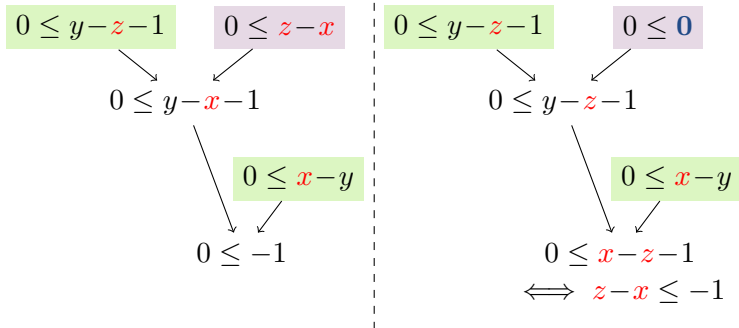 0 ≤ y−z−1
0 ≤ z−x
0 ≤ y−x−1
0 ≤ x−y
0 ≤ −1
0 ≤ y−z−1
0 ≤ 0
0 ≤ y−z−1
0 ≤ x−y
0 ≤ x−z−1
⟺ z−x ≤ −1